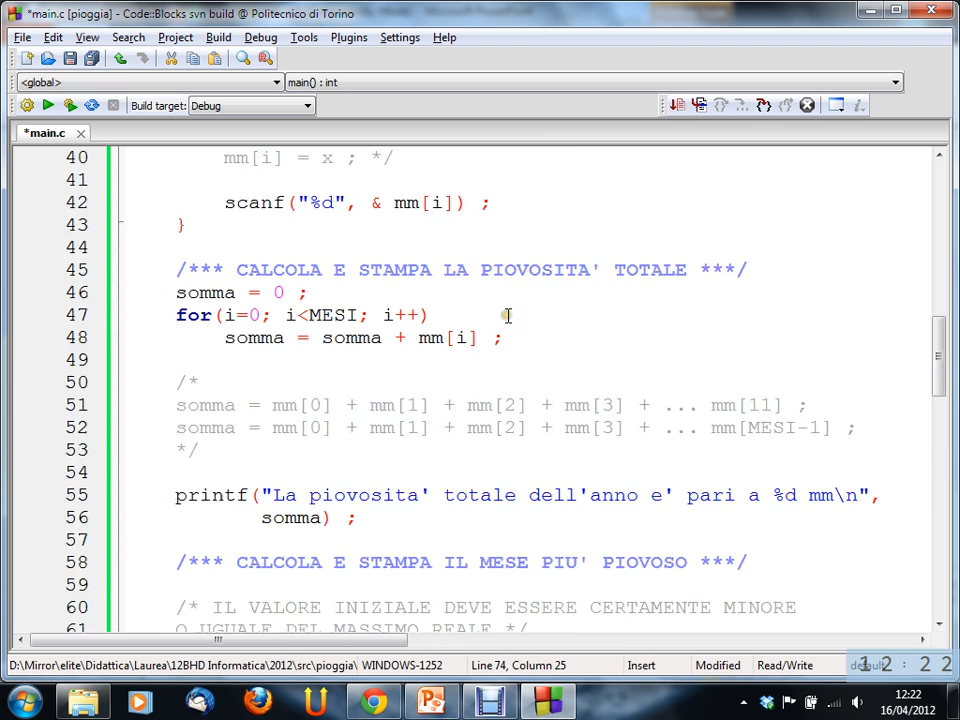 *main.c [pioggia] - Code::Blocks svn build @ Politecnico di Torino
File Edit View Search Project Build Debug Tools Plugins Settings Help
<global> main() : int
Build target: Debug
*main.c
40 mm[i] = x ; */
41
42 scanf("%d", & mm[i]) ;
43 }
44
45 /*** CALCOLA E STAMPA LA PIOVOSITA' TOTALE ***/
46 somma = 0 ;
47 for(i=0; i<MESI; i++)
48 somma = somma + mm[i] ;
49
50 /*
51 somma = mm[0] + mm[1] + mm[2] + mm[3] + ... mm[11] ;
52 somma = mm[0] + mm[1] + mm[2] + mm[3] + ... mm[MESI-1] ;
53 */
54
55 printf("La piovosita' totale dell'anno e' pari a %d mm\n",
56 somma) ;
57
58 /*** CALCOLA E STAMPA IL MESE PIU' PIOVOSO ***/
59
60 /* IL VALORE INIZIALE DEVE ESSERE CERTAMENTE MINORE
61 O UGUALE DEL MASSIMO REALE */
D:\Mirror\elite\Didattica\Laurea\12BHD Informatica\2012\src\pioggia\ WINDOWS-1252 Line 74, Column 25 Insert Modified Read/Write default
12:22
12:22
16/04/2012